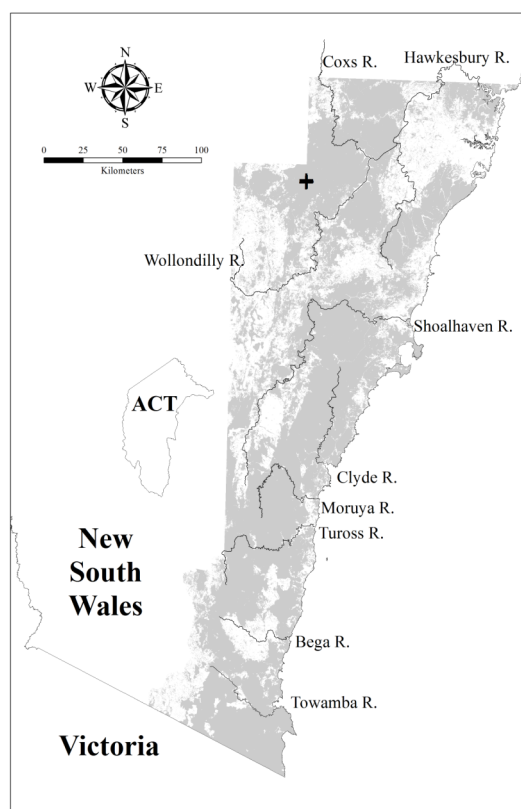 Coxs R.
Hawkesbury R.
N
W
E
S
0 25 50 75 100
Kilometers
Wollondilly R.
Shoalhaven R.
ACT
Clyde R.
Moruya R.
Tuross R.
New
South
Wales
Bega R.
Towamba R.
Victoria